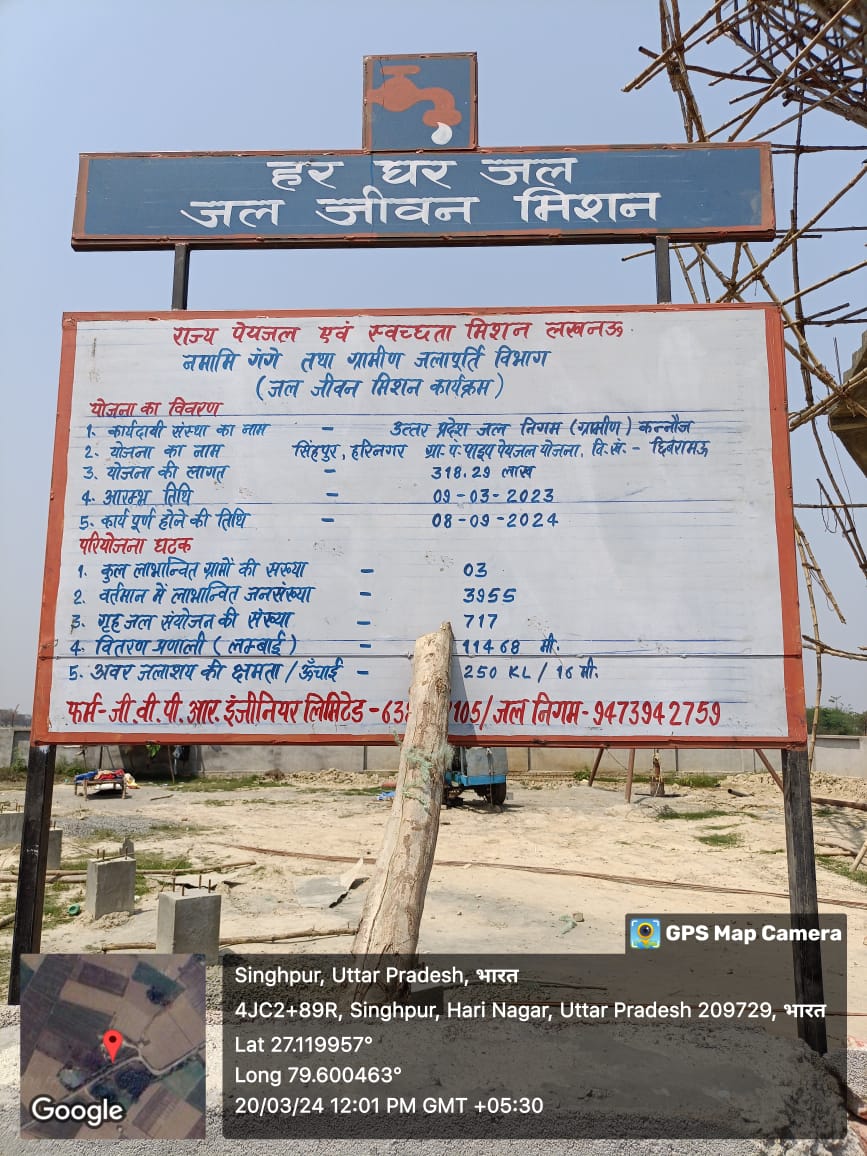 हर घर जल
जल जीवन मिशन
राज्य पेयजल एवं स्वच्छता मिशन लखनऊ
नमामि गंगे तथा ग्रामीण जलापूर्ति विभाग
(जल जीवन मिशन कार्यक्रम)
योजना का विवरण
1. कार्यदाबी संस्था का नाम - उत्तर प्रदेश जल निगम (ग्रामीण) कन्नौज
2. योजना का नाम सिंहपुर, हरिनगर ग्रा.पं. पाइप पेयजल योजना, वि.खं.- छिबरामऊ
3. योजना की लागत - 318.29 लाख
4. आरम्भ तिथि - 09-03-2023
5. कार्य पूर्ण होने की तिथि - 08-09-2024
परियोजना घटक
1. कुल लाभान्वित ग्रामों की संख्या - 03
2. वर्तमान में लाभान्वित जनसंख्या - 3955
3. गृह जल संयोजन की संख्या - 717
4. वितरण प्रणाली (लम्बाई) - 11468 मी.
5. अवर जलाशय की क्षमता/ऊँचाई - 250 KL / 16 मी.
फर्म- जी.वी.पी.आर. इंजीनियर लिमिटेड - /जल निगम- 9473942759
GPS Map Camera
Singhpur, Uttar Pradesh, भारत
4JC2+89R, Singhpur, Hari Nagar, Uttar Pradesh 209729, भारत
Lat 27.119957°
Long 79.600463°
20/03/24 12:01 PM GMT +05:30
Google